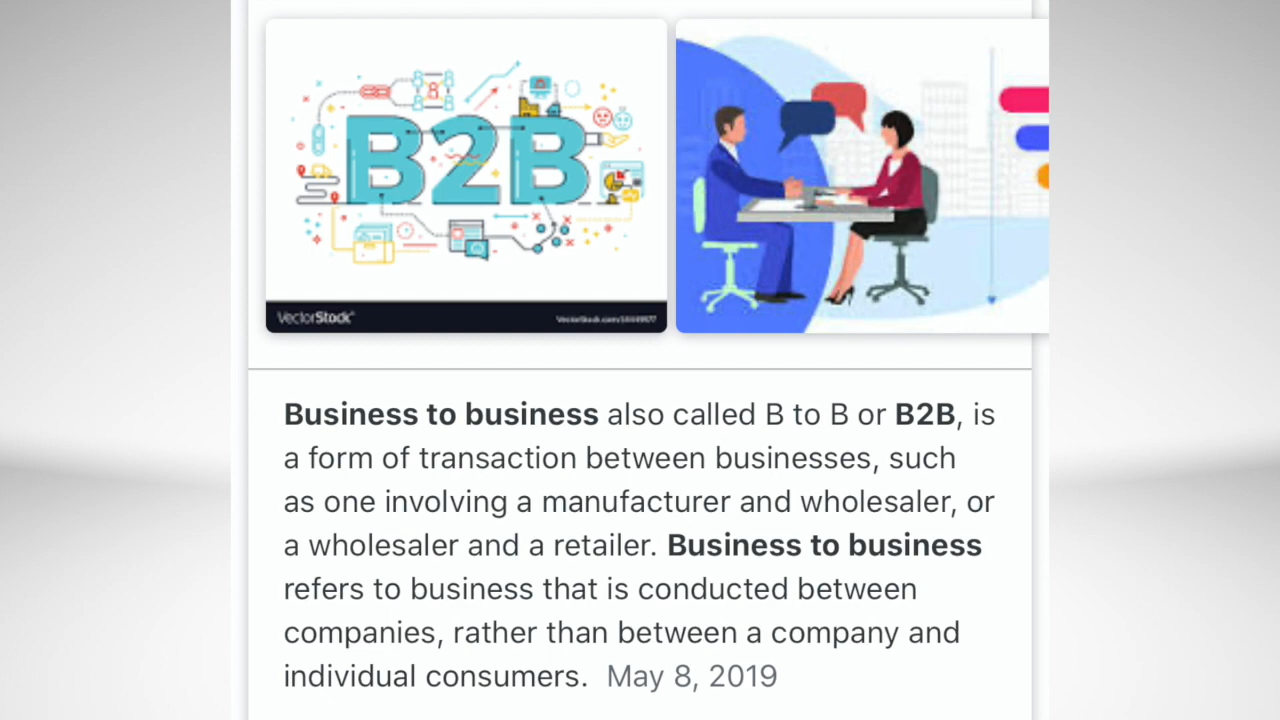 B2B
VectorStock®
Business to business also called B to B or B2B, is
a form of transaction between businesses, such
as one involving a manufacturer and wholesaler, or
a wholesaler and a retailer. Business to business
refers to business that is conducted between
companies, rather than between a company and
individual consumers. May 8, 2019